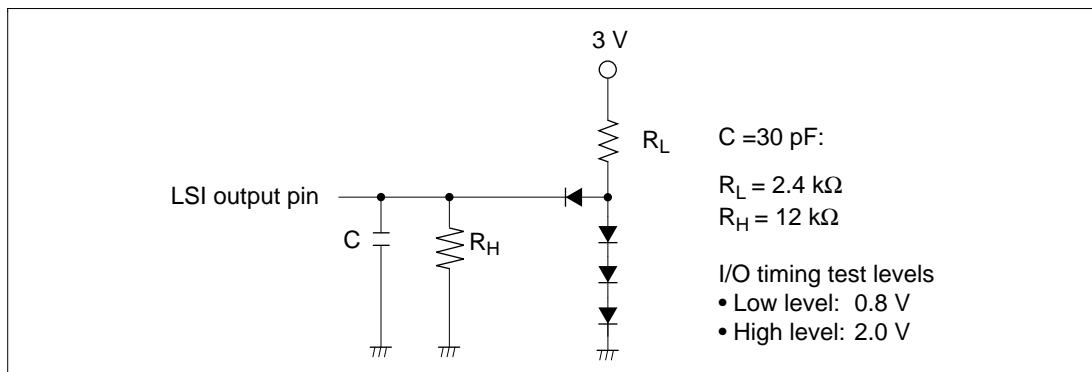 3 V
R_L
C =30 pF:
R_L = 2.4 kΩ
R_H = 12 kΩ
LSI output pin
C
R_H
I/O timing test levels
• Low level: 0.8 V
• High level: 2.0 V